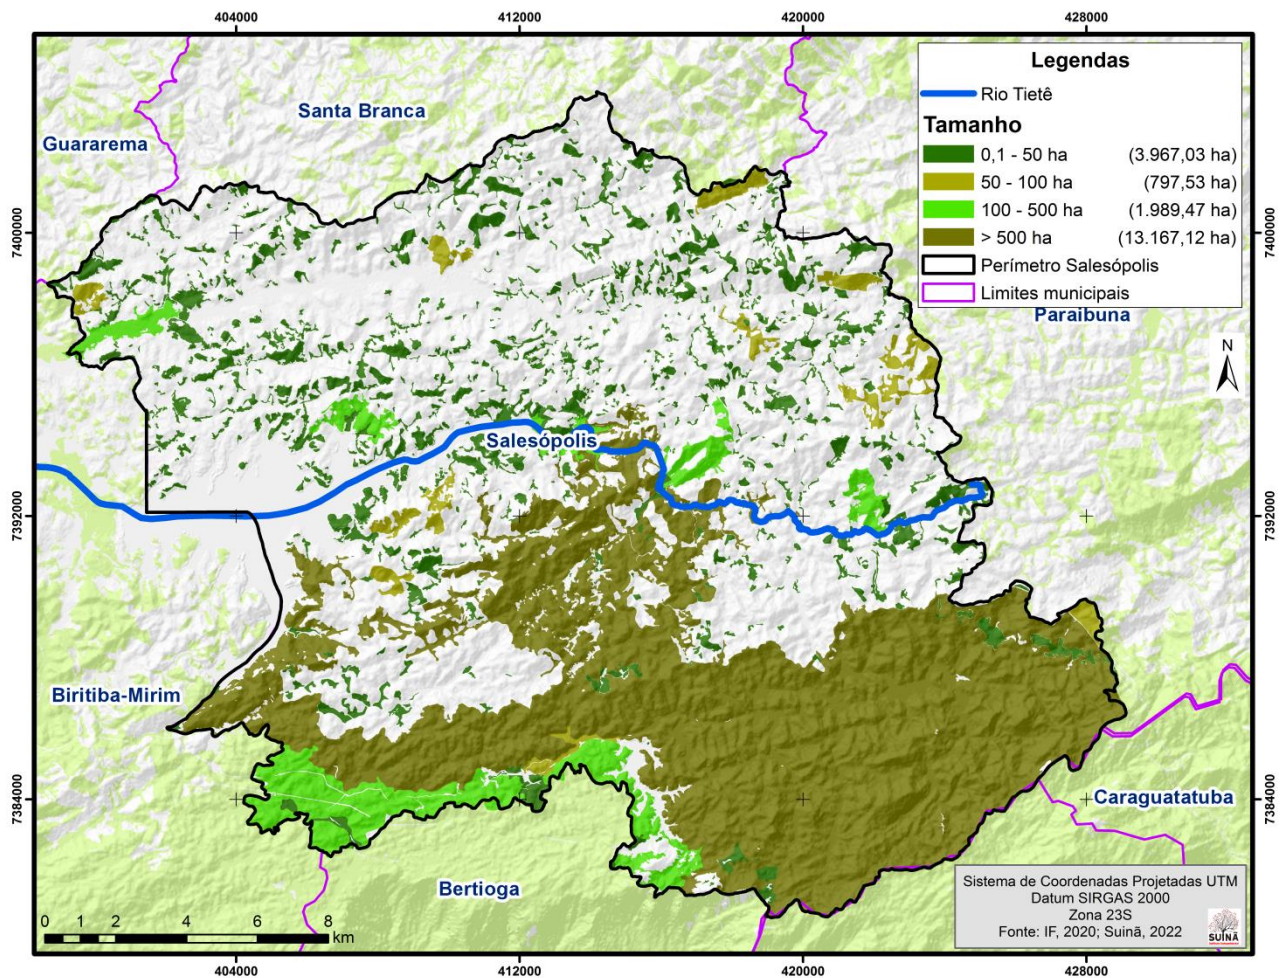 404000 412000 420000 428000
Legendas
Rio Tietê
Tamanho
0,1 - 50 ha (3.967,03 ha)
50 - 100 ha (797,53 ha)
100 - 500 ha (1.989,47 ha)
> 500 ha (13.167,12 ha)
Perímetro Salesópolis
Limites municipais
Santa Branca
Guararema
7400000 7400000
Paraibuna
N
Salesópolis
7392000 7392000
Biritiba-Mirim
7384000 7384000
Caraguatatuba
Bertioga
Sistema de Coordenadas Projetadas UTM
Datum SIRGAS 2000
Zona 23S
Fonte: IF, 2020; Suinã, 2022
SUINÃ
0 1 2 4 6 8
km
404000 412000 420000 428000